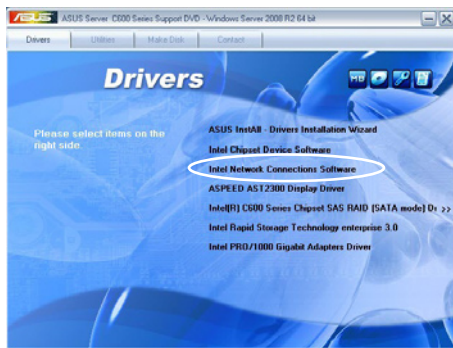 ASUS ASUS Server C600 Series Support DVD - Windows Server 2008 R2 64 bit
Drivers Utilities Make Disk Contact
Drivers
Please select items on the
right side.
ASUS InstAll - Drivers Installation Wizard
Intel Chipset Device Software
Intel Network Connections Software
ASPEED AST2300 Display Driver
Intel(R) C600 Series Chipset SAS RAID (SATA mode) Dr >>
Intel Rapid Storage Technology enterprise 3.0
Intel PRO/1000 Gigabit Adapters Driver